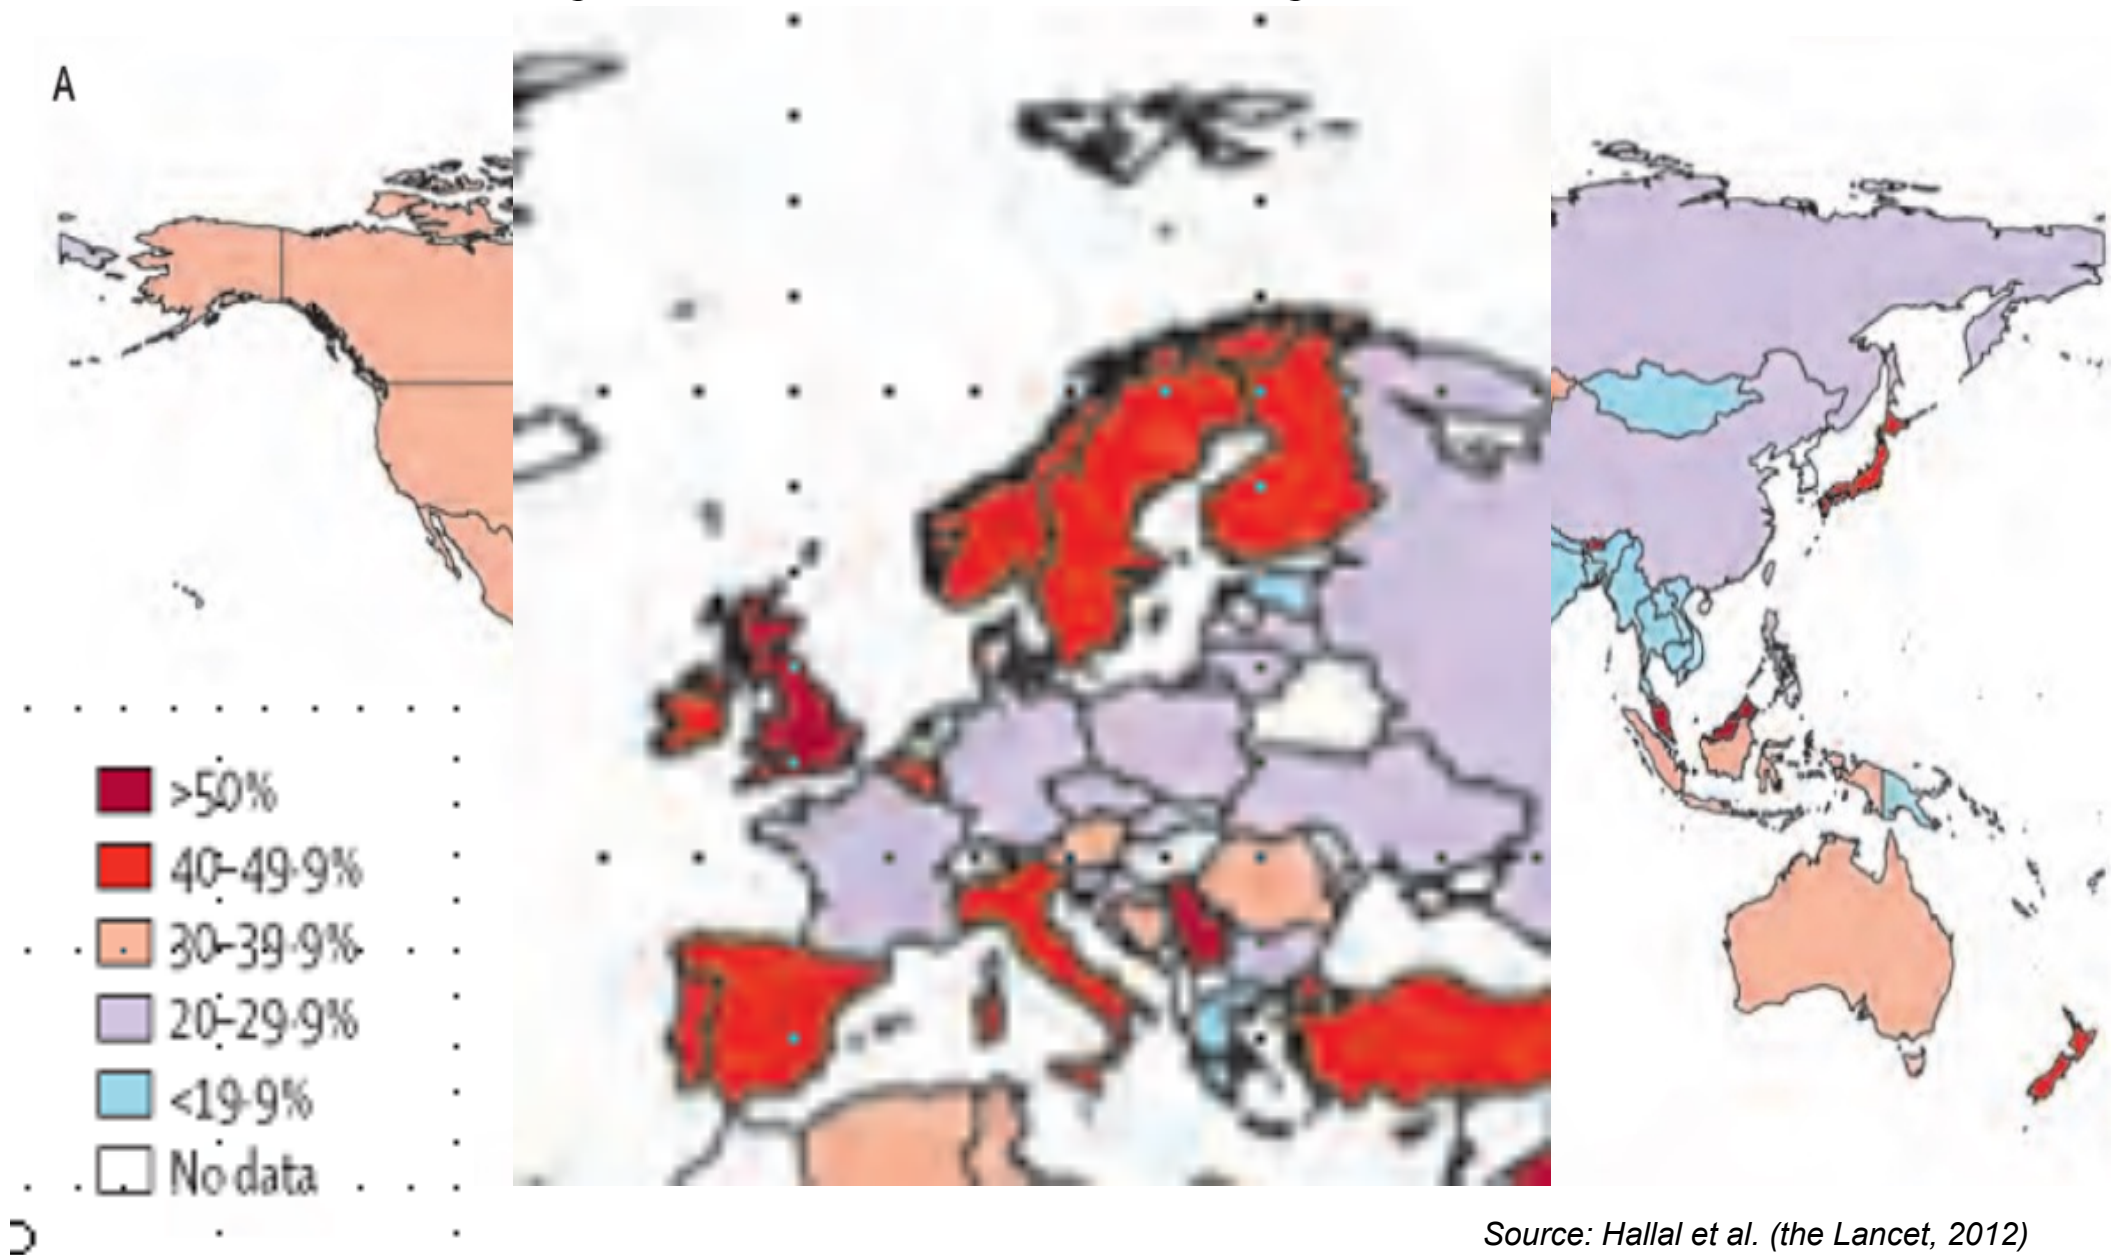 A
>50%
40–49·9%
30–39·9%
20–29·9%
<19·9%
No data
Source: Hallal et al. (the Lancet, 2012)